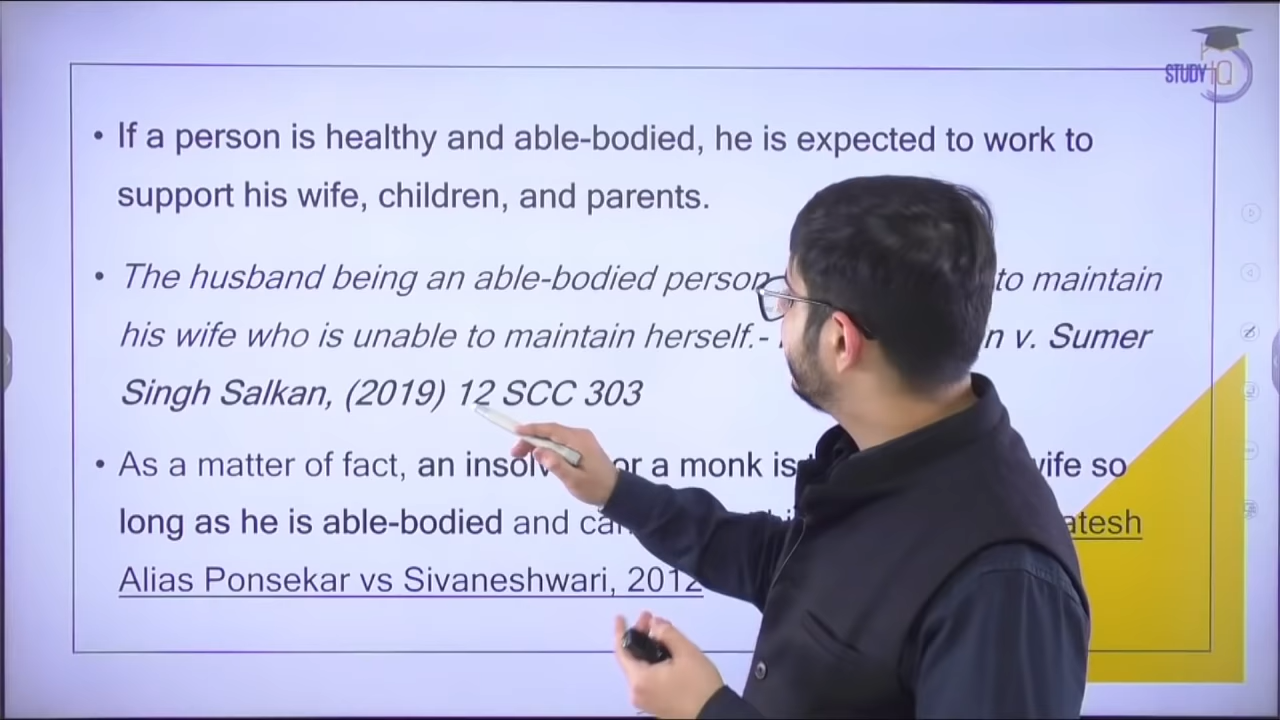 STUDY IQ
• If a person is healthy and able-bodied, he is expected to work to
support his wife, children, and parents.
• The husband being an able-bodied person to maintain
his wife who is unable to maintain herself.- v. Sumer
Singh Salkan, (2019) 12 SCC 303
• As a matter of fact, an or a monk is wife so
long as he is able-bodied and
Alias Ponsekar vs Sivaneshwari, 2012